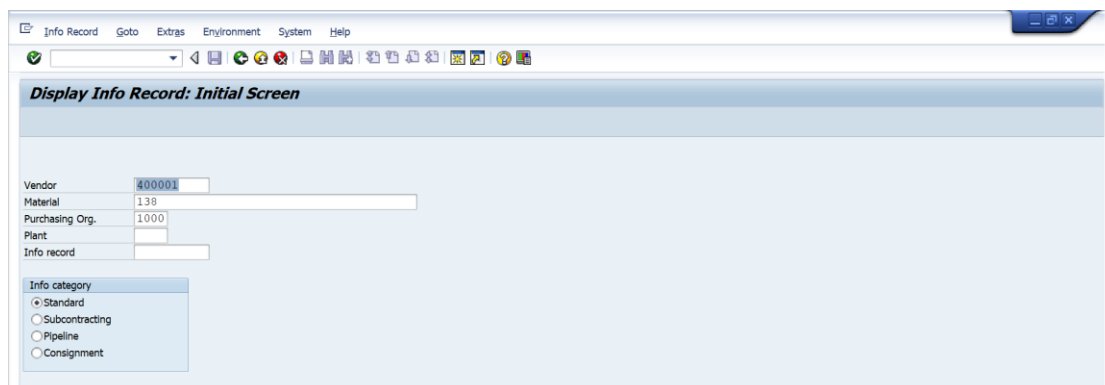 Info Record Goto Extras Environment System Help
Display Info Record: Initial Screen
Vendor 400001
Material 138
Purchasing Org. 1000
Plant
Info record
Info category
Standard
Subcontracting
Pipeline
Consignment